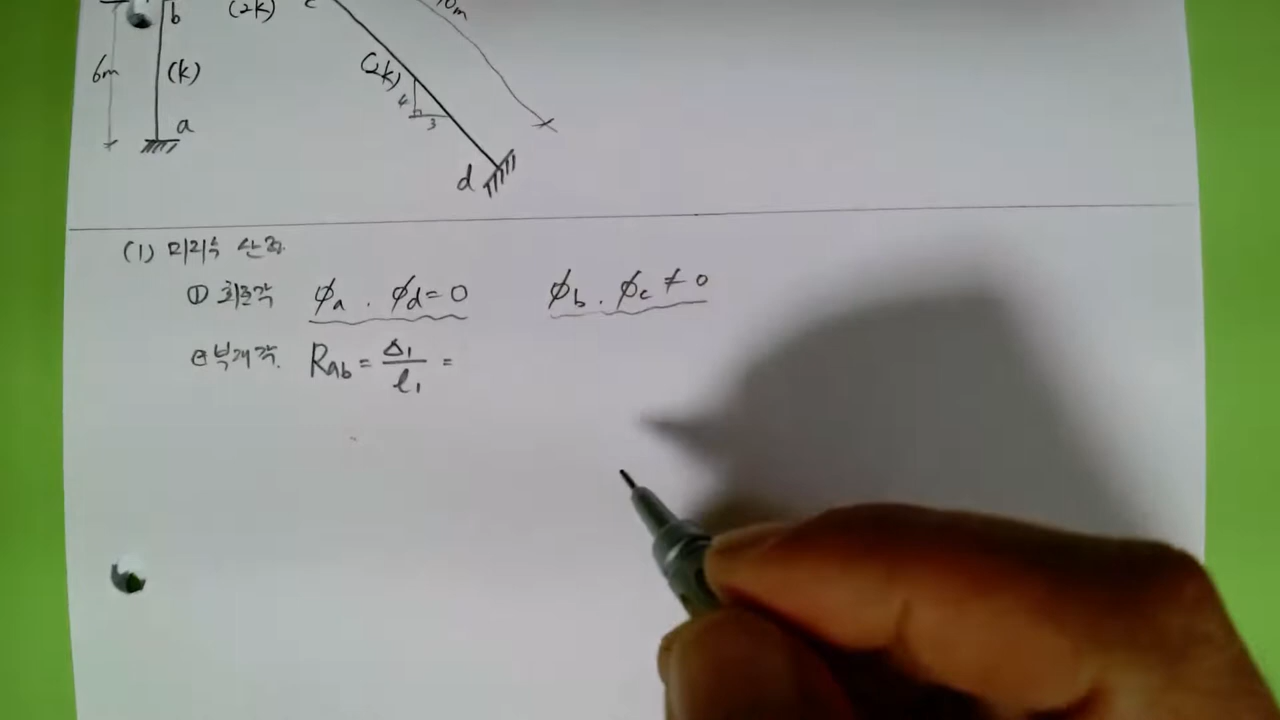 b (2k) c 10m
6m (k) (2k)
4
3
a
d
(1) 미지수 산정
① 회전각 ϕa . ϕd = 0 ϕb . ϕc ≠ 0
② 부재각. Rab = Δ1/l1 =